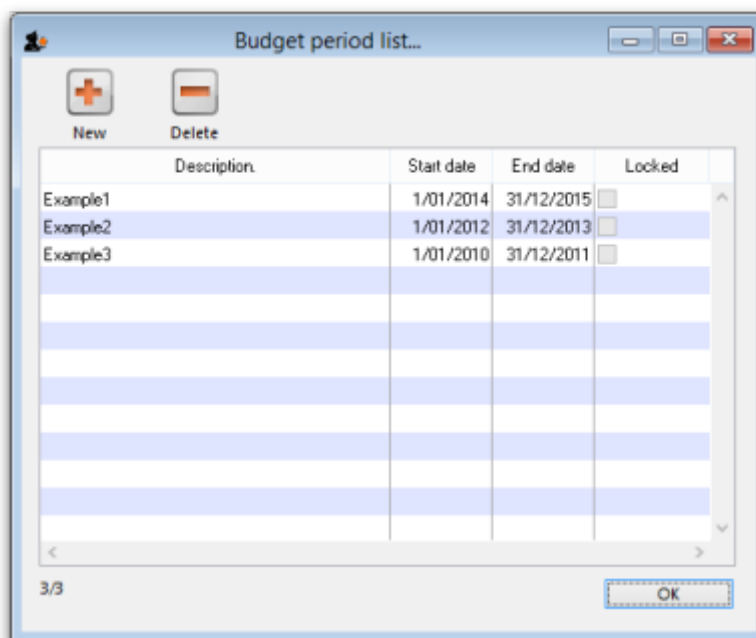 Budget period list...
New Delete
Description. Start date End date Locked
Example1 1/01/2014 31/12/2015
Example2 1/01/2012 31/12/2013
Example3 1/01/2010 31/12/2011
3/3 OK